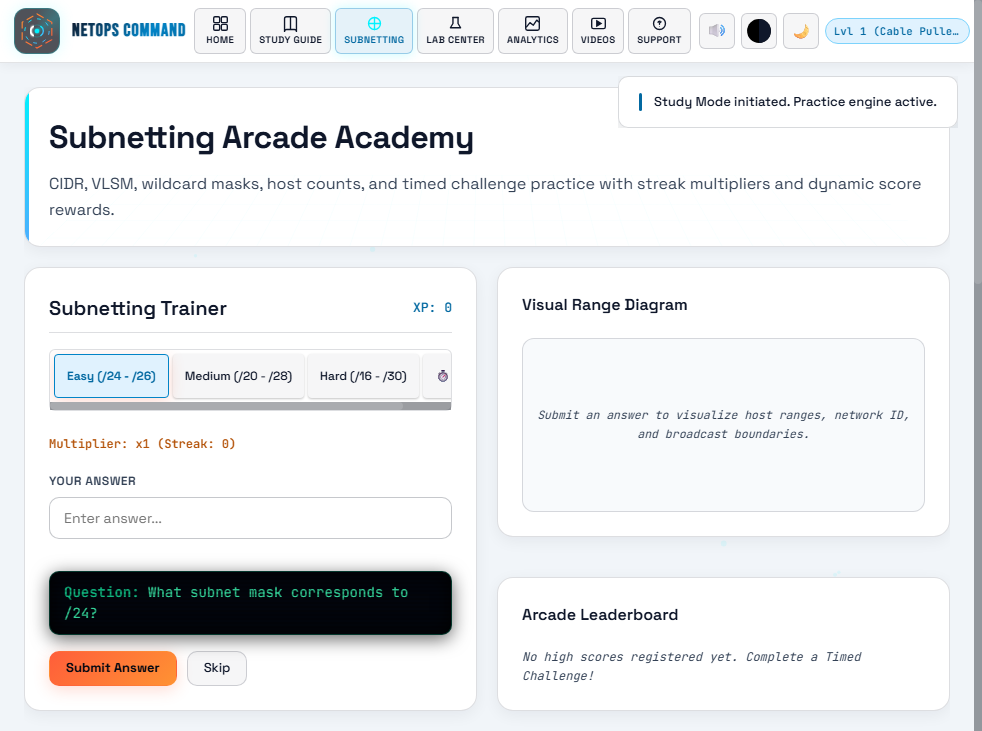 NETOPS COMMAND
HOME
STUDY GUIDE
SUBNETTING
LAB CENTER
ANALYTICS
VIDEOS
SUPPORT
Lvl 1 (Cable Pulle…
Study Mode initiated. Practice engine active.
Subnetting Arcade Academy
CIDR, VLSM, wildcard masks, host counts, and timed challenge practice with streak multipliers and dynamic score
rewards.
Subnetting Trainer
XP: 0
Easy (/24 - /26)
Medium (/20 - /28)
Hard (/16 - /30)
Multiplier: x1 (Streak: 0)
YOUR ANSWER
Enter answer...
Question: What subnet mask corresponds to
/24?
Submit Answer
Skip
Visual Range Diagram
Submit an answer to visualize host ranges, network ID,
and broadcast boundaries.
Arcade Leaderboard
No high scores registered yet. Complete a Timed
Challenge!